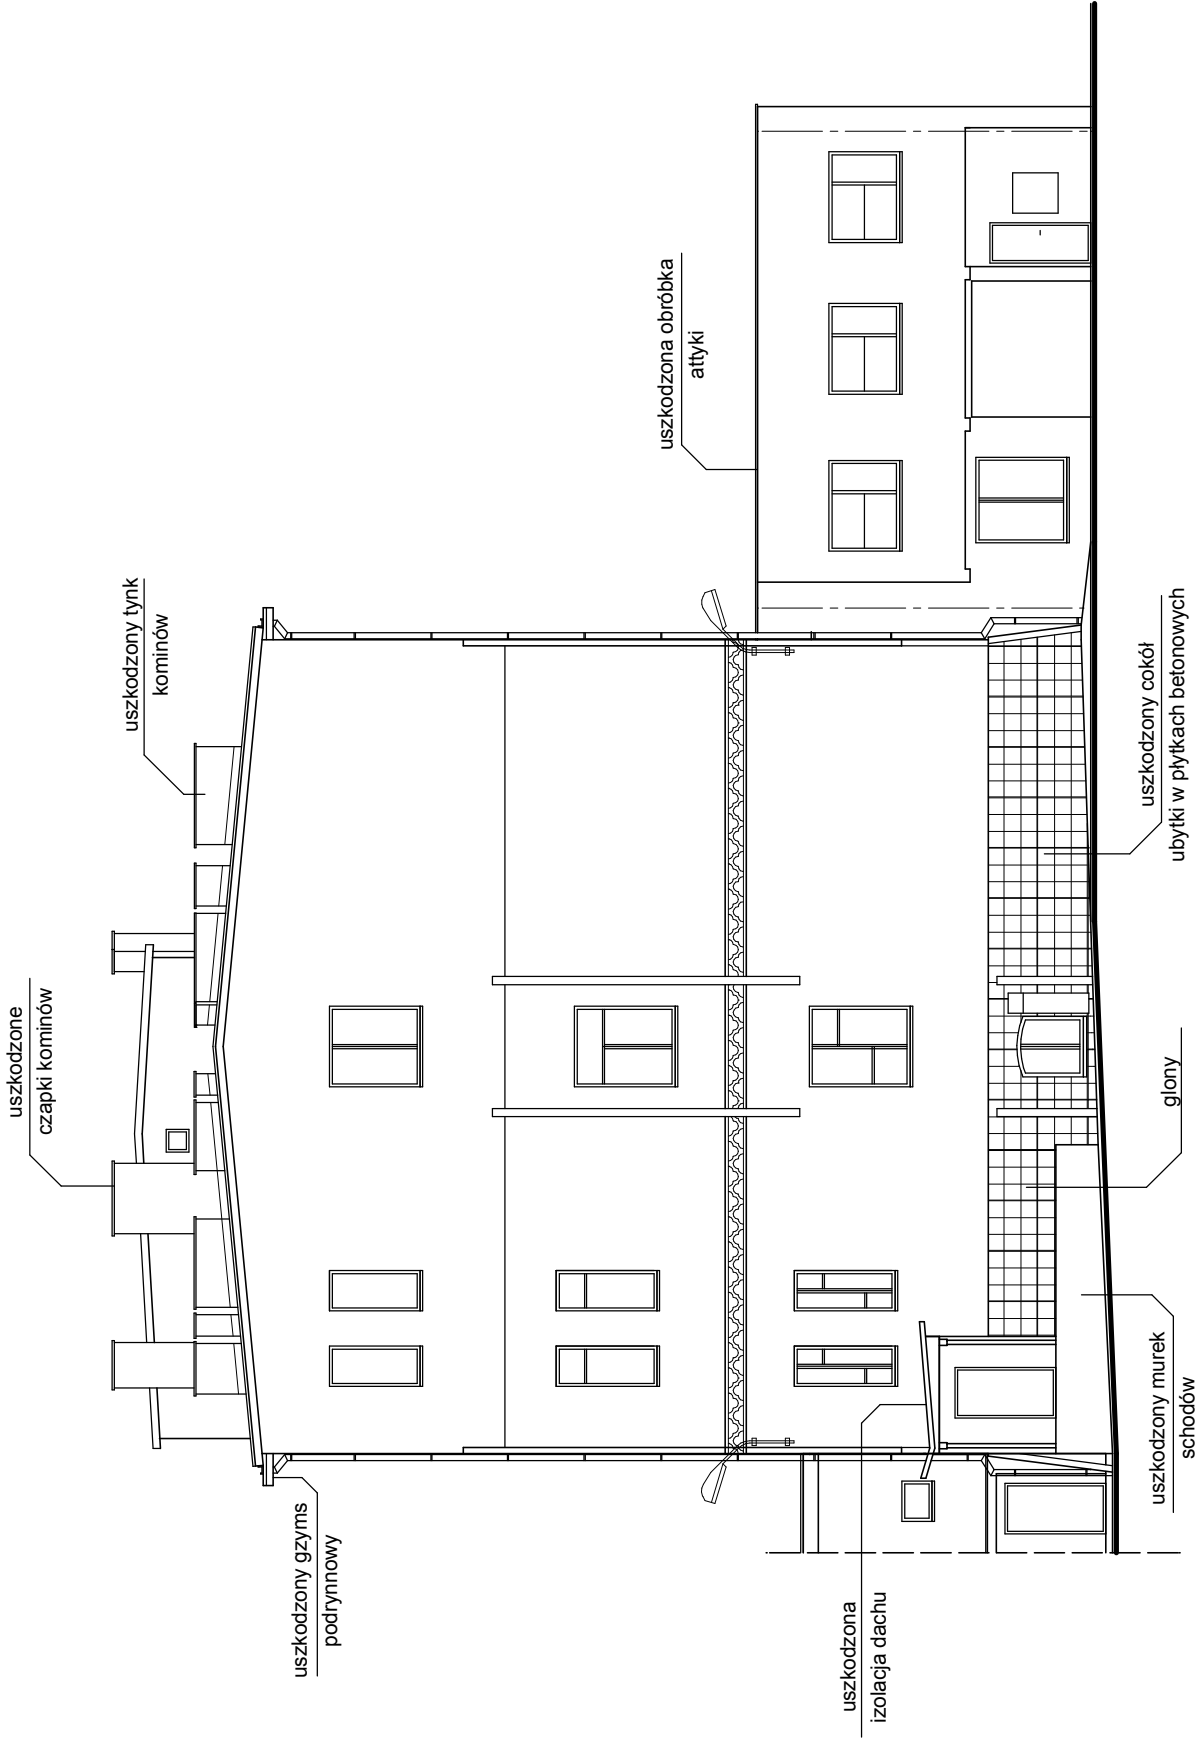 uszkodzone
czapki kominów
uszkodzony tynk
kominów
uszkodzony gzyms
podrynnowy
uszkodzona obróbka
attyki
uszkodzona
izolacja dachu
uszkodzony murek
schodów
glony
uszkodzony cokół
ubytki w płytkach betonowych